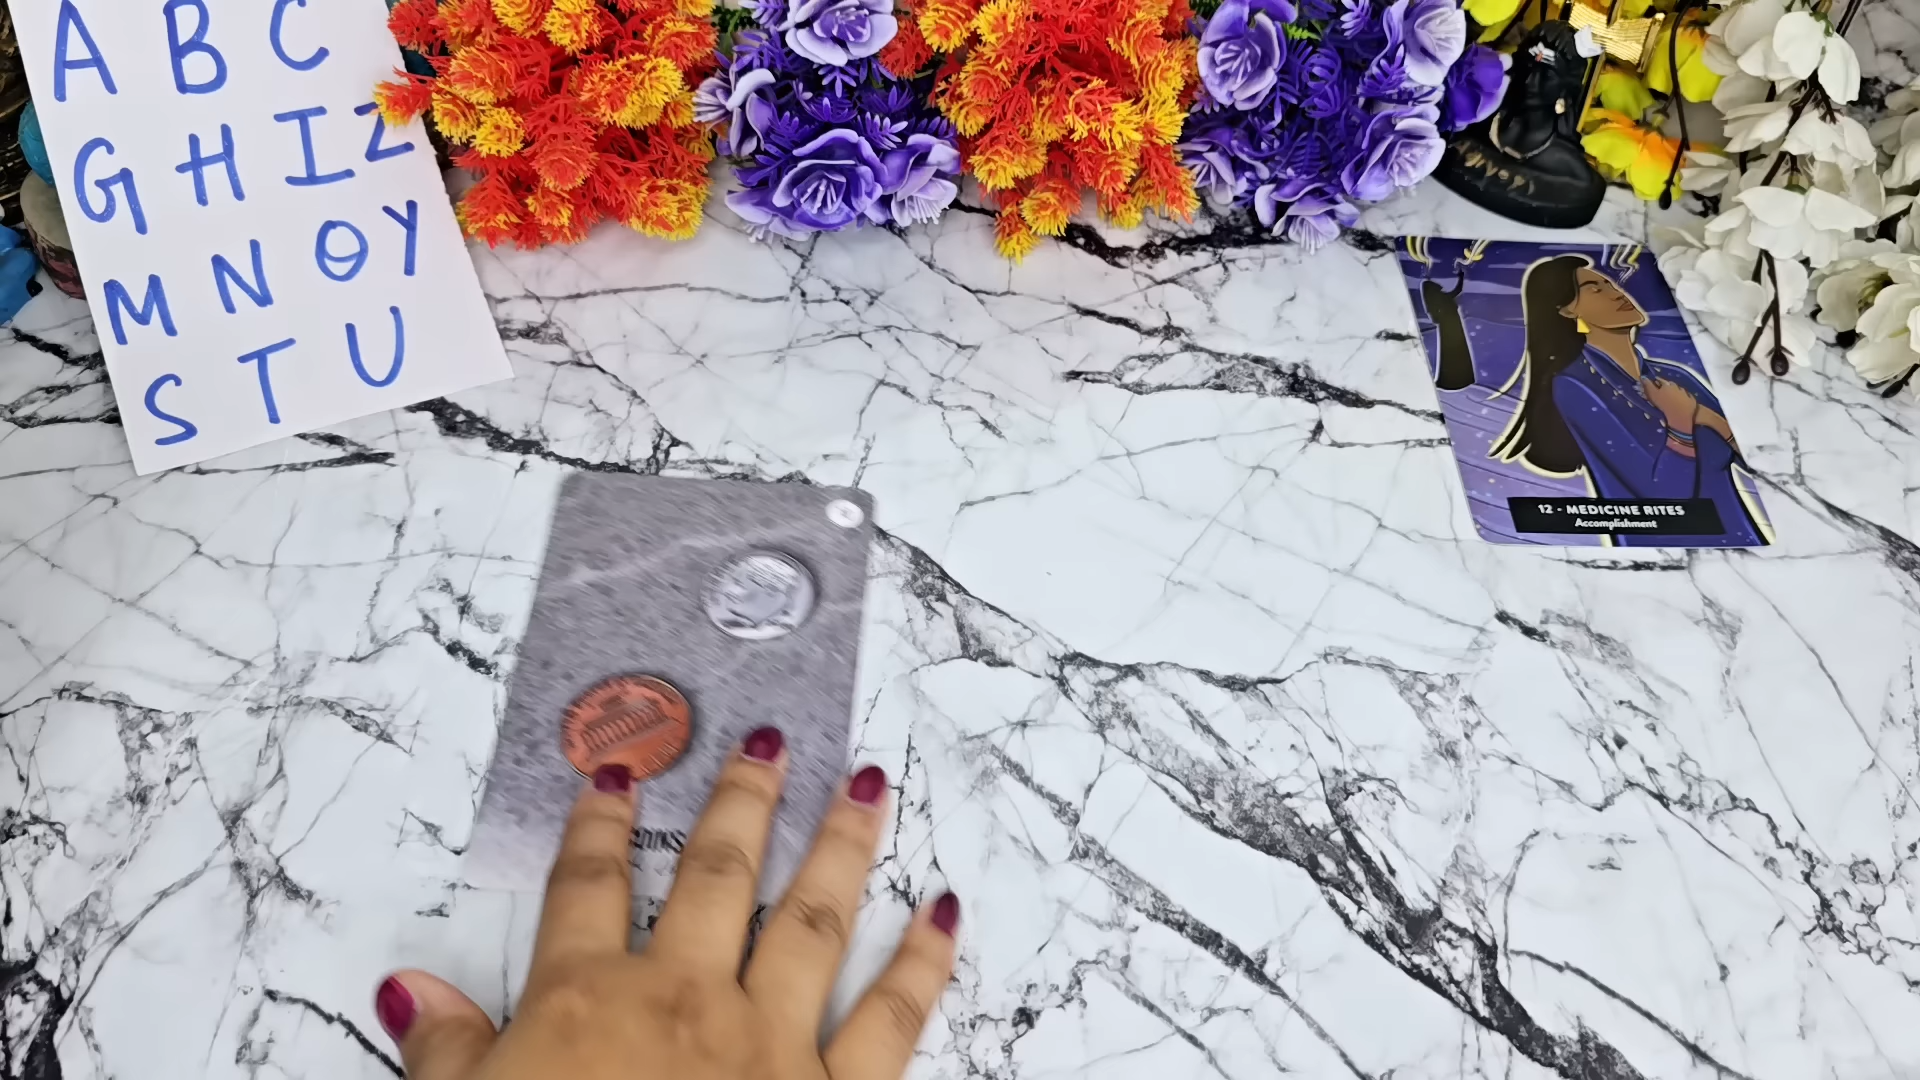 A B C
G H I Z
M N O Y
S T U
12 - MEDICINE RITES
Accomplishment